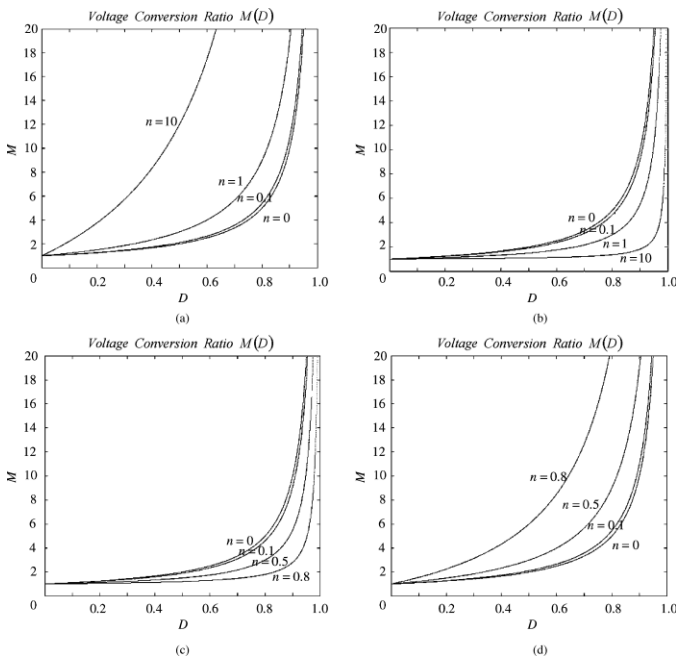 Voltage Conversion Ratio M(D)
20
18
16
14
12
10
8
6
4
2
0
M
n=10
n=1
n=0.1
n=0
0.2
0.4
0.6
0.8
1.0
D
(a)
Voltage Conversion Ratio M(D)
20
18
16
14
12
10
8
6
4
2
0
M
n=0
n=0.1
n=1
n=10
0.2
0.4
0.6
0.8
1.0
D
(b)
Voltage Conversion Ratio M(D)
20
18
16
14
12
10
8
6
4
2
0
M
n=0
n=0.1
n=0.5
n=0.8
0.2
0.4
0.6
0.8
1.0
D
(c)
Voltage Conversion Ratio M(D)
20
18
16
14
12
10
8
6
4
2
0
M
n=0.8
n=0.5
n=0.1
n=0
0.2
0.4
0.6
0.8
1.0
D
(d)